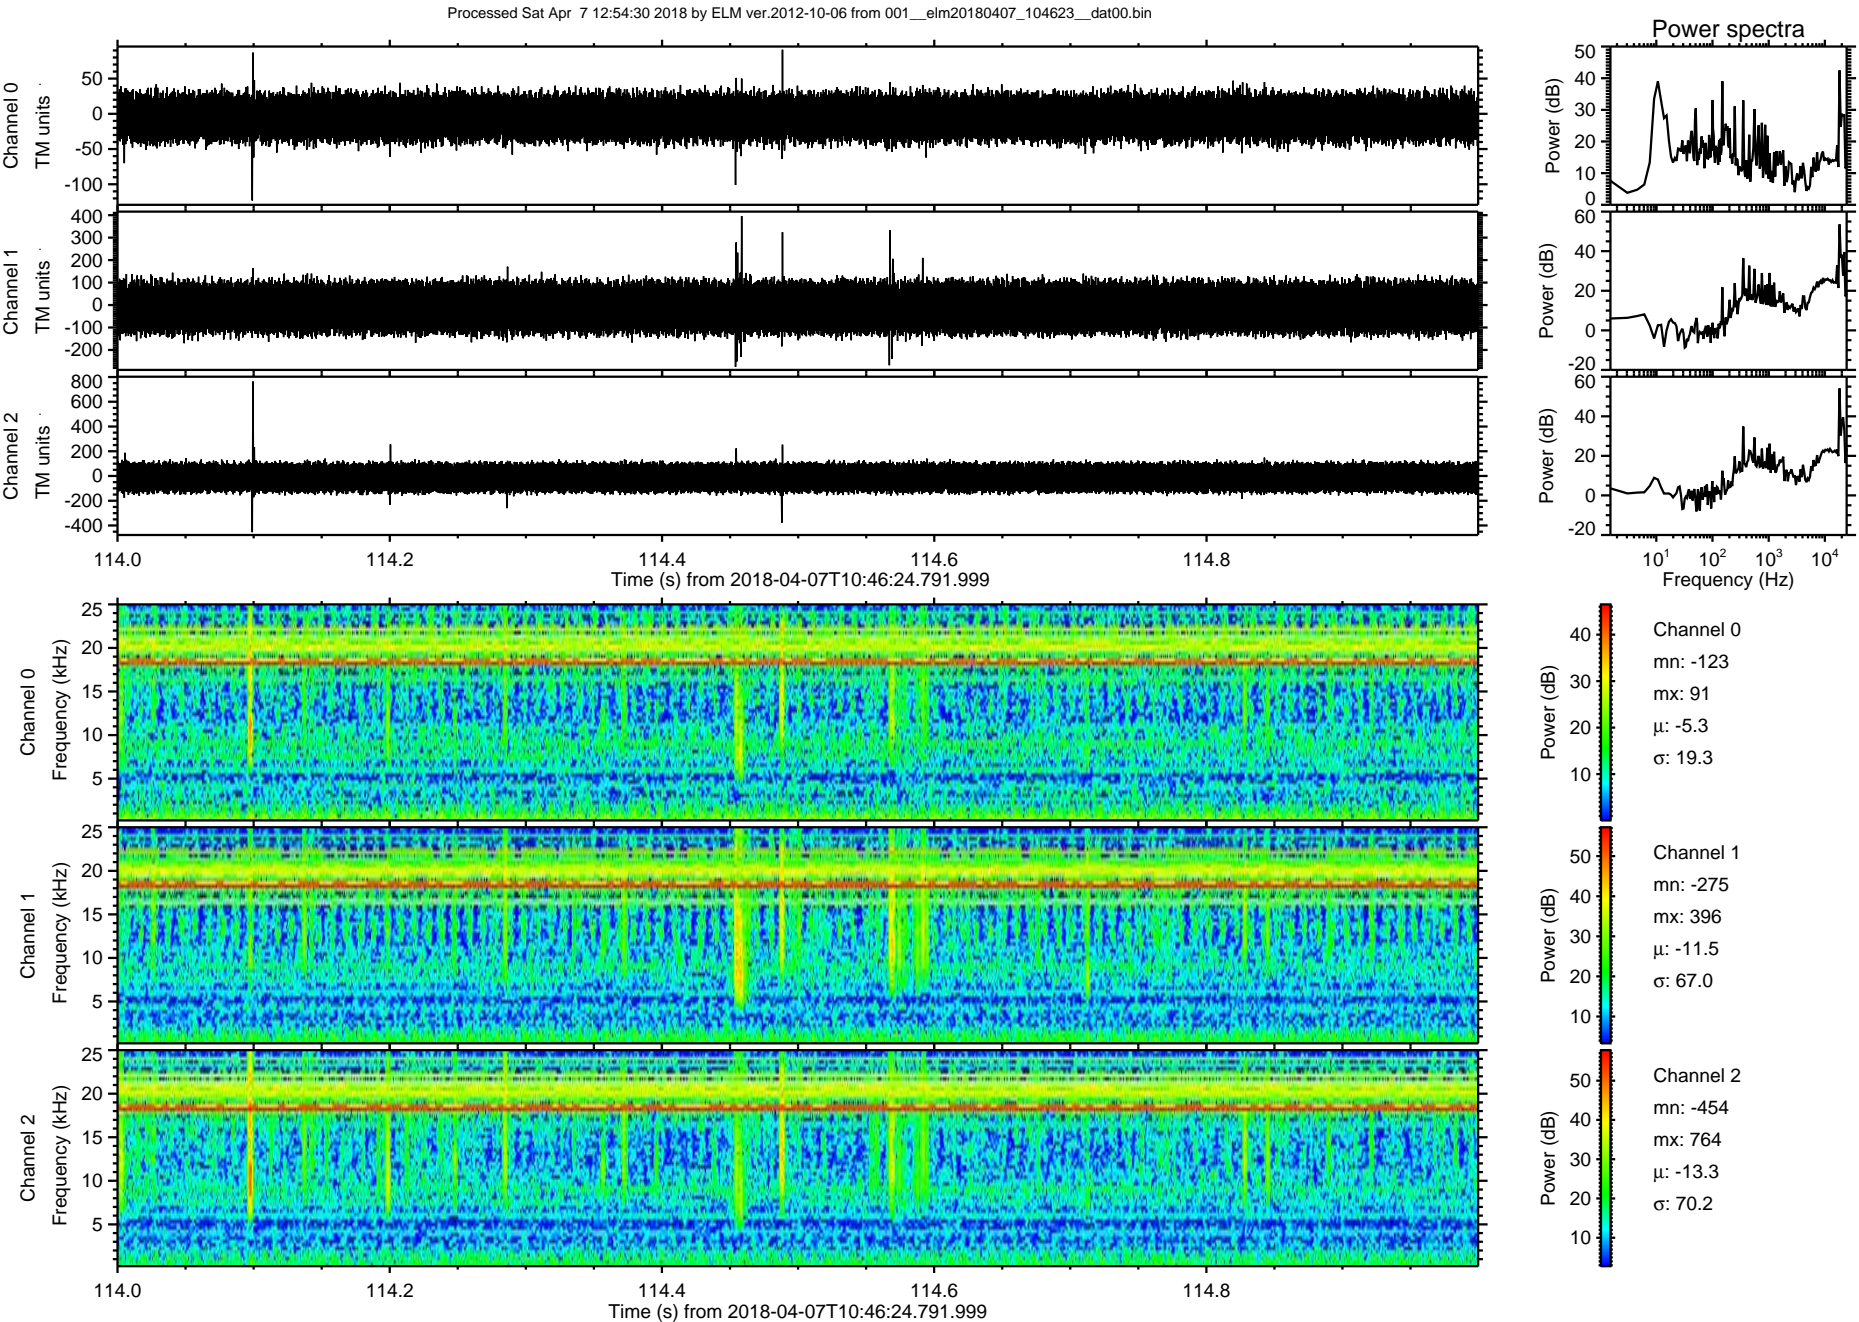 Processed Sat Apr  7 12:54:30 2018 by ELM ver.2012-10-06 from 001__elm20180407_104623__dat00.bin
Power spectra
Channel 0
TM units
50
0
-50
-100
Power (dB)
50
40
30
20
10
0
Channel 1
TM units
400
300
200
100
0
-100
-200
Power (dB)
60
40
20
0
-20
Channel 2
TM units
800
600
400
200
0
-200
-400
Power (dB)
60
40
20
0
-20
114.0 114.2 114.4 114.6 114.8
Time (s) from 2018-04-07T10:46:24.791.999
10^1 10^2 10^3 10^4
Frequency (Hz)
Channel 0
Frequency (kHz)
25
20
15
10
5
Power (dB)
40
30
20
10
Channel 0
mn: -123
mx: 91
μ: -5.3
σ: 19.3
Channel 1
Frequency (kHz)
25
20
15
10
5
Power (dB)
50
40
30
20
10
Channel 1
mn: -275
mx: 396
μ: -11.5
σ: 67.0
Channel 2
Frequency (kHz)
25
20
15
10
5
Power (dB)
50
40
30
20
10
Channel 2
mn: -454
mx: 764
μ: -13.3
σ: 70.2
114.0 114.2 114.4 114.6 114.8
Time (s) from 2018-04-07T10:46:24.791.999